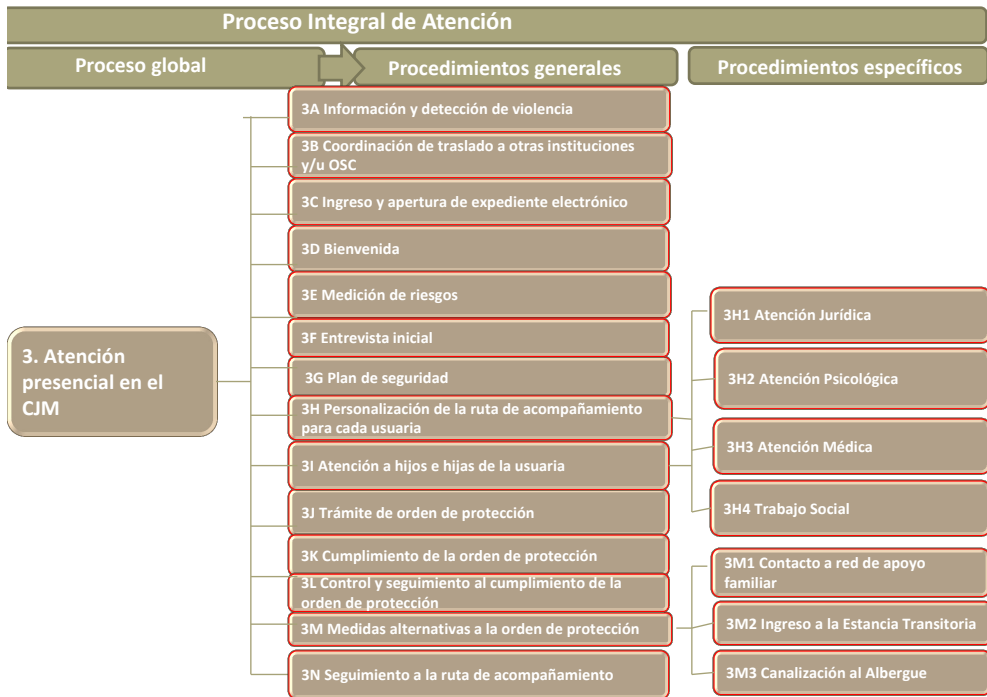 Proceso Integral de Atención
Proceso global
Procedimientos generales
Procedimientos específicos
3. Atención
presencial en el
CJM
3A Información y detección de violencia
3B Coordinación de traslado a otras instituciones
y/u OSC
3C Ingreso y apertura de expediente electrónico
3D Bienvenida
3E Medición de riesgos
3F Entrevista inicial
3G Plan de seguridad
3H Personalización de la ruta de acompañamiento
para cada usuaria
3I Atención a hijos e hijas de la usuaria
3J Trámite de orden de protección
3K Cumplimiento de la orden de protección
3L Control y seguimiento al cumplimiento de la
orden de protección
3M Medidas alternativas a la orden de protección
3N Seguimiento a la ruta de acompañamiento
3H1 Atención Jurídica
3H2 Atención Psicológica
3H3 Atención Médica
3H4 Trabajo Social
3M1 Contacto a red de apoyo
familiar
3M2 Ingreso a la Estancia Transitoria
3M3 Canalización al Albergue